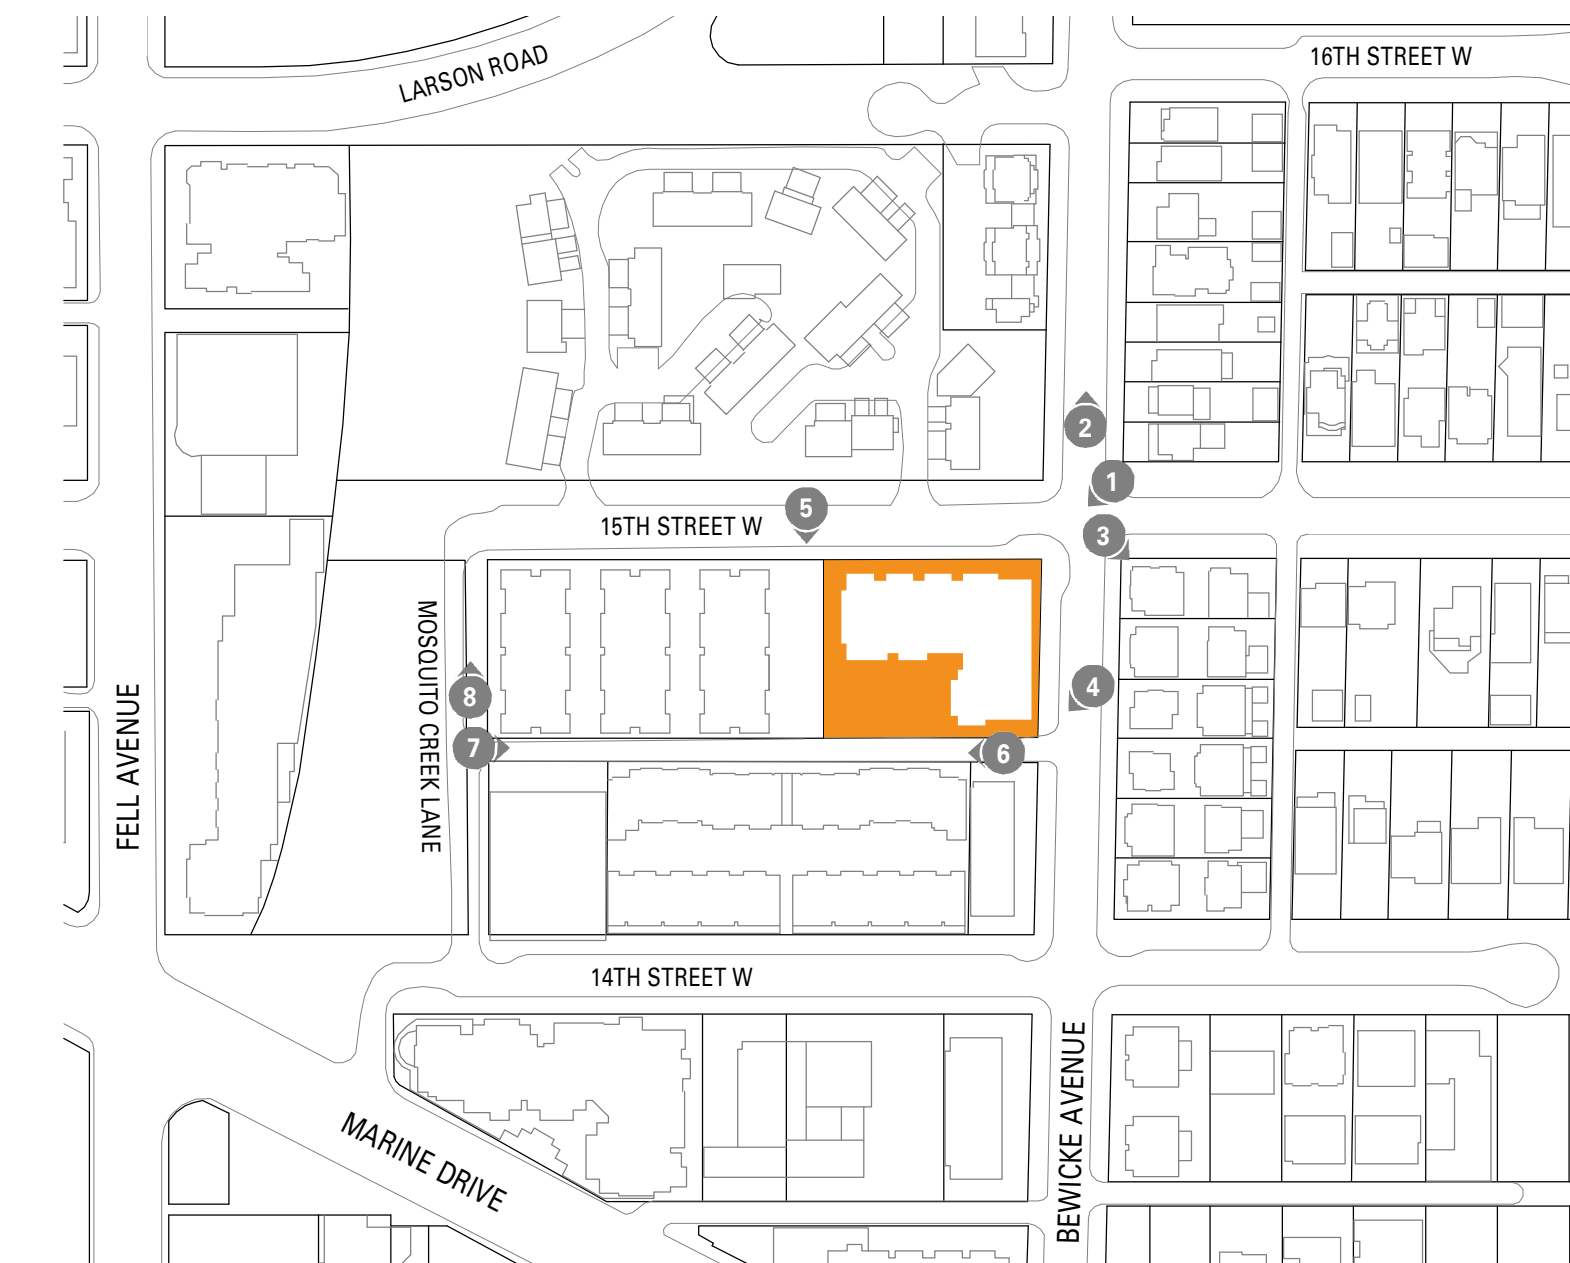 LARSON ROAD
16TH STREET W
2
1
5
15TH STREET W
3
MOSQUITO CREEK LANE
8
4
FELL AVENUE
7
6
14TH STREET W
BEWICKE AVENUE
MARINE DRIVE